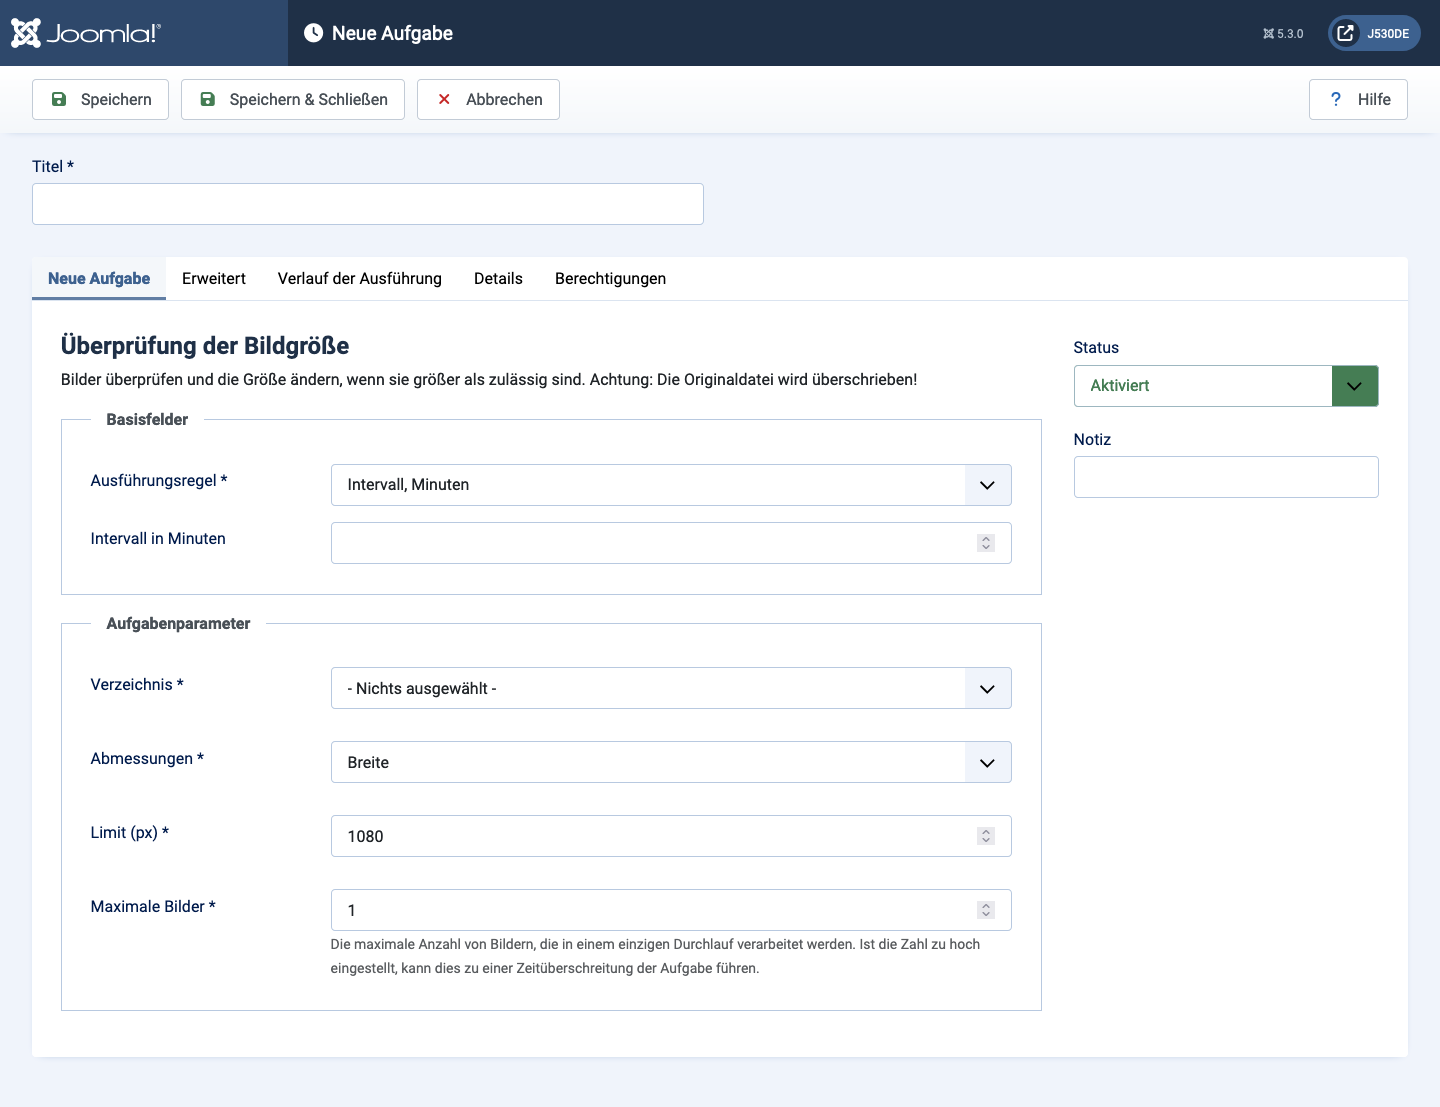 Joomla!®
Neue Aufgabe
5.3.0
J530DE
Speichern
Speichern & Schließen
Abbrechen
? Hilfe
Titel *
Neue Aufgabe
Erweitert
Verlauf der Ausführung
Details
Berechtigungen
Überprüfung der Bildgröße
Bilder überprüfen und die Größe ändern, wenn sie größer als zulässig sind. Achtung: Die Originaldatei wird überschrieben!
Basisfelder
Ausführungsregel *
Intervall, Minuten
Intervall in Minuten
Aufgabenparameter
Verzeichnis *
- Nichts ausgewählt -
Abmessungen *
Breite
Limit (px) *
1080
Maximale Bilder *
1
Die maximale Anzahl von Bildern, die in einem einzigen Durchlauf verarbeitet werden. Ist die Zahl zu hoch
eingestellt, kann dies zu einer Zeitüberschreitung der Aufgabe führen.
Status
Aktiviert
Notiz